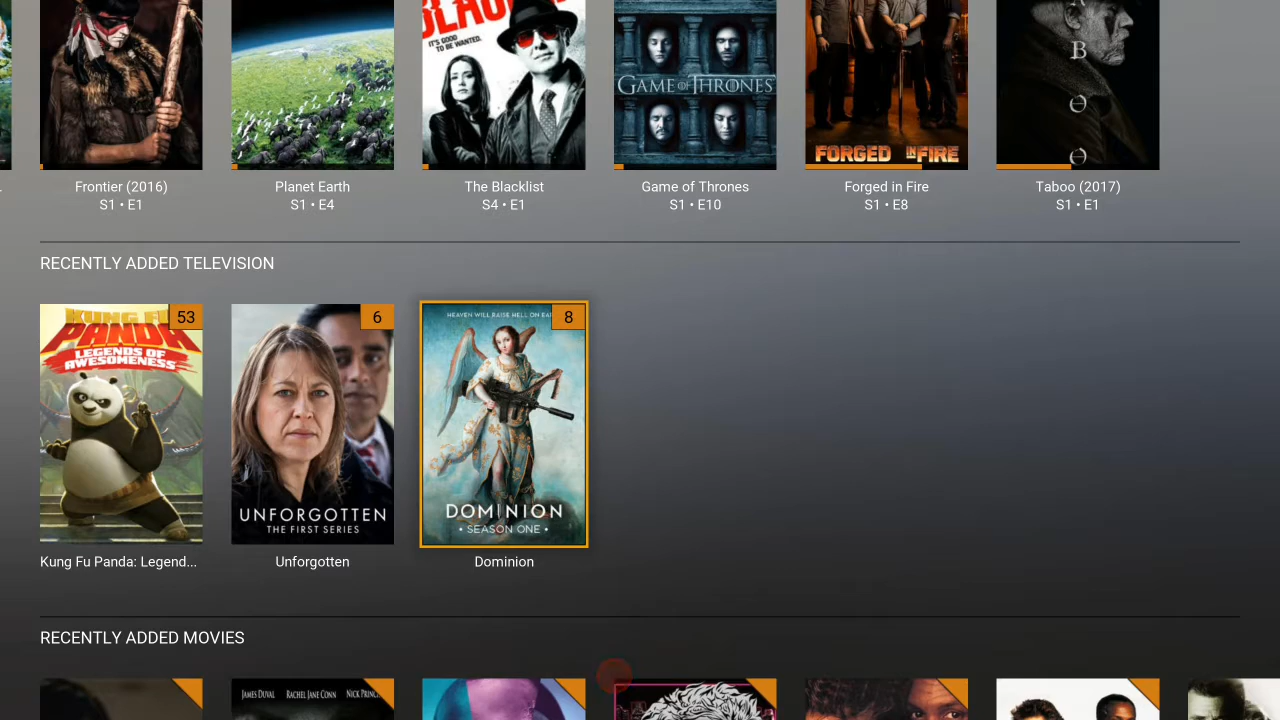 BLACKLIST
IT'S GOOD
TO BE WANTED.
GAME OF THRONES
FORGED IN FIRE
B
O
O
Frontier (2016)
S1 • E1
Planet Earth
S1 • E4
The Blacklist
S4 • E1
Game of Thrones
S1 • E10
Forged in Fire
S1 • E8
Taboo (2017)
S1 • E1
RECENTLY ADDED TELEVISION
KUNG FU
PANDA
LEGENDS OF
AWESOMENESS
53
6
UNFORGOTTEN
THE FIRST SERIES
HEAVEN WILL RAISE HELL ON
8
DOMINION
• SEASON ONE •
Kung Fu Panda: Legend...
Unforgotten
Dominion
RECENTLY ADDED MOVIES
JAMES DUVAL RACHEL JANE CONN NICK